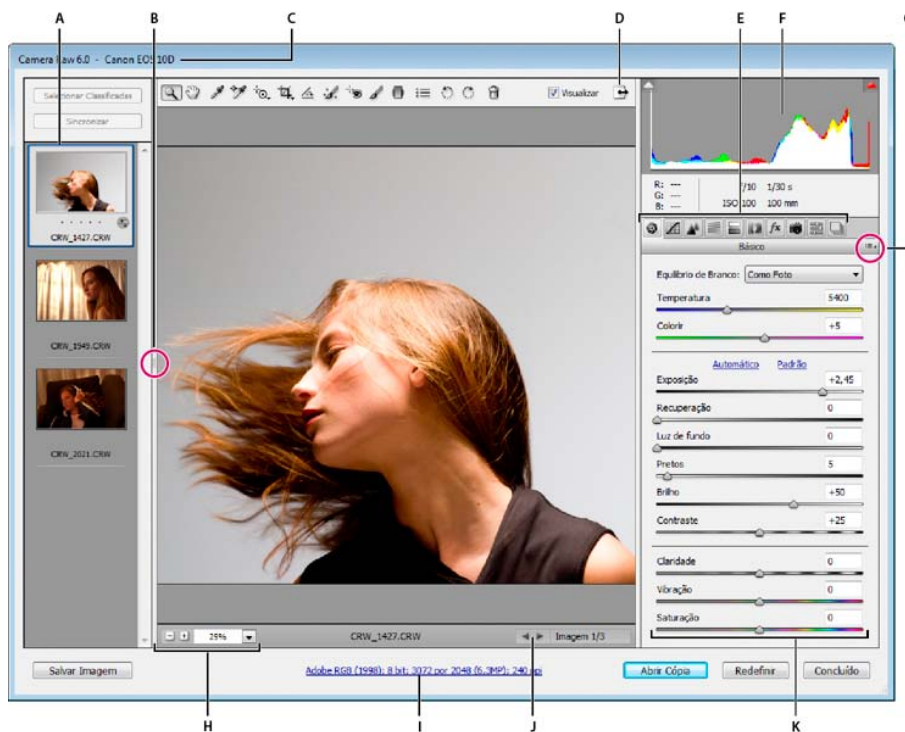 A B C D E F
Camera Raw 6.0 - Canon EOS 10D
Selecionar Classificadas
Sincronizar
CRW_1427.CRW
CRW_1949.CRW
CRW_2021.CRW
Visualizar
R: ---
G: ---
B: ---
f/10 1/30 s
ISO 100 100 mm
fx
Básico
Equilíbrio de Branco: Como Foto
Temperatura 5400
Colorir +5
Automático Padrão
Exposição +2,45
Recuperação 0
Luz de fundo 0
Pretos 5
Brilho +50
Contraste +25
Claridade 0
Vibração 0
Saturação 0
CRW_1427.CRW Imagem 1/3
Salvar Imagem Adobe RGB (1998); 8 bit; 3072 por 2048 (6,3MP); 240 ppi Abrir Cópia Redefinir Concluído
H I J K